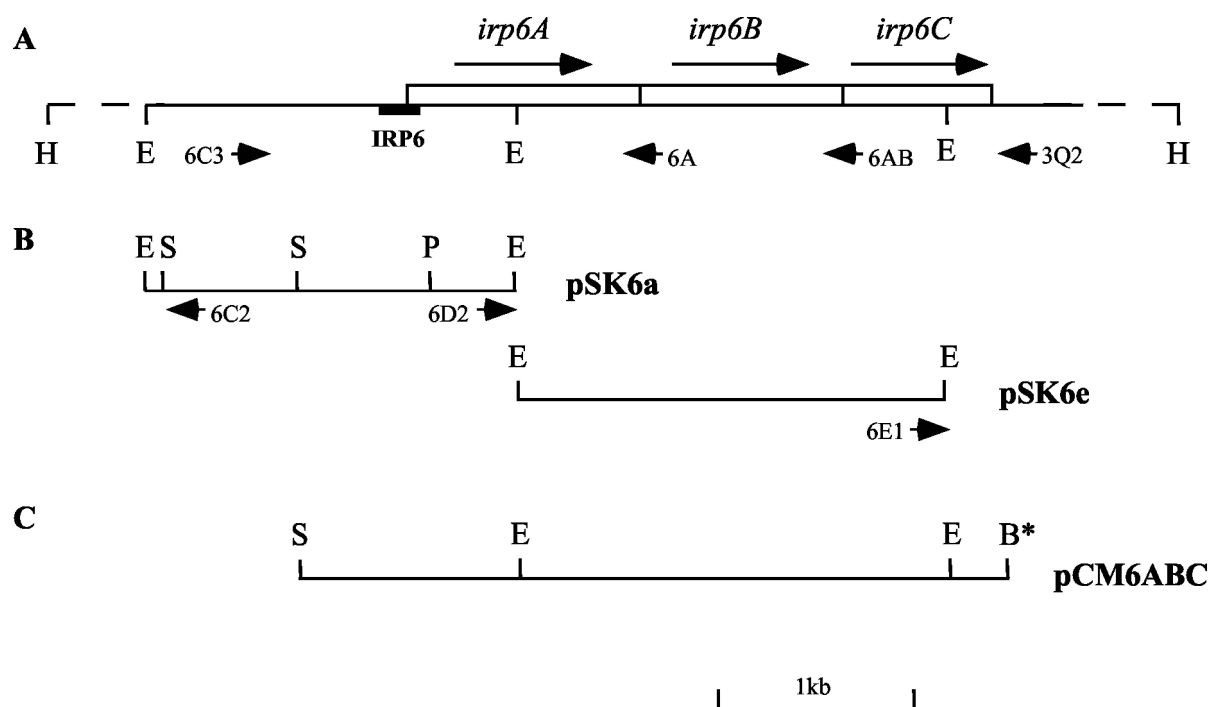 A
irp6A irp6B irp6C
IRP6
H E 6C3 E 6A 6AB E 3Q2 H
B
E S S P E
pSK6a
6C2 6D2
E E
pSK6e
6E1
C
S E E B*
pCM6ABC
1kb